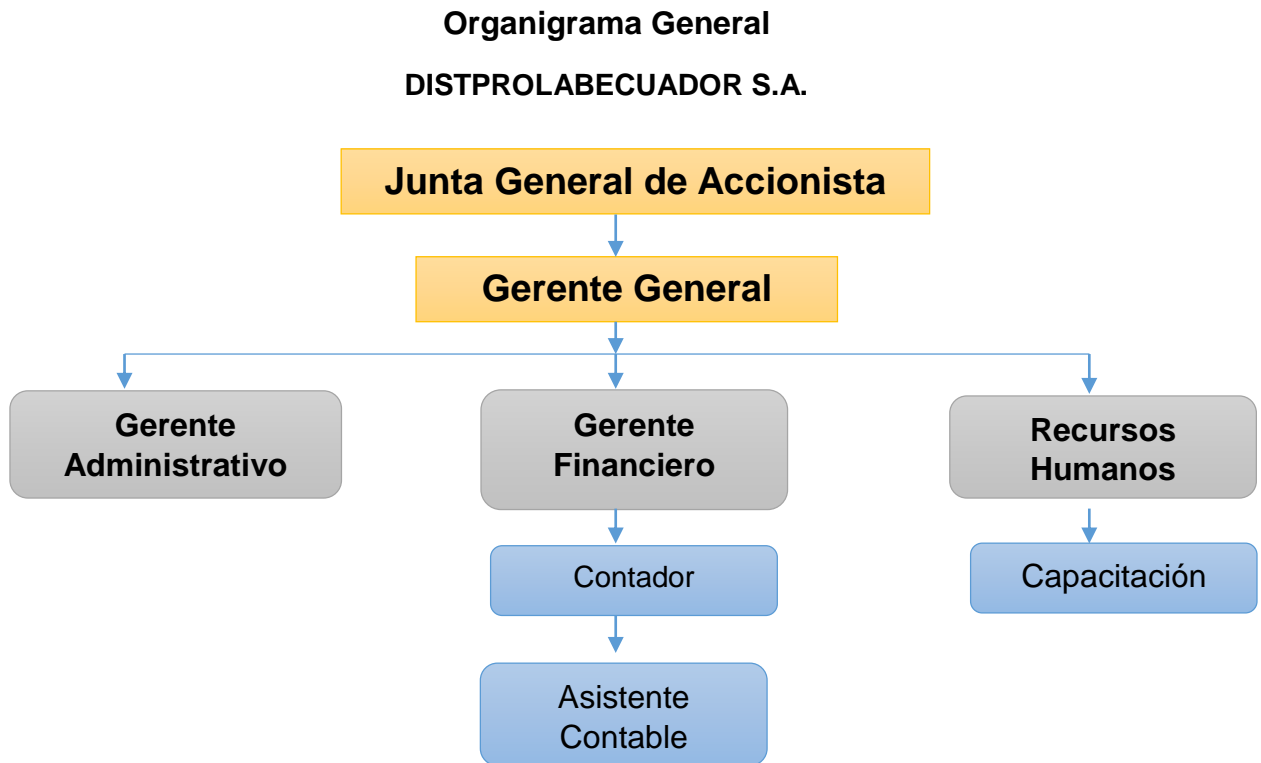 Organigrama General
DISTPROLABECUADOR S.A.
Junta General de Accionista
Gerente General
Gerente
Administrativo
Gerente
Financiero
Recursos
Humanos
Contador
Capacitación
Asistente
Contable